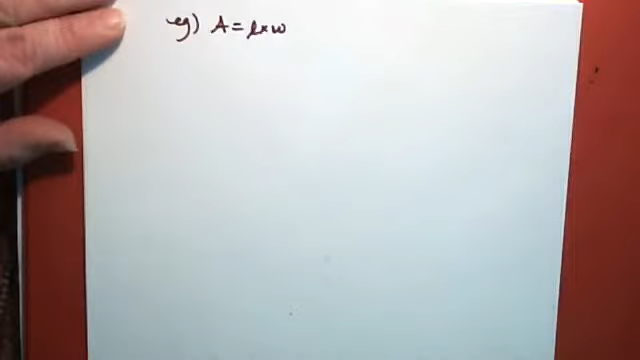 eg) A = l × w